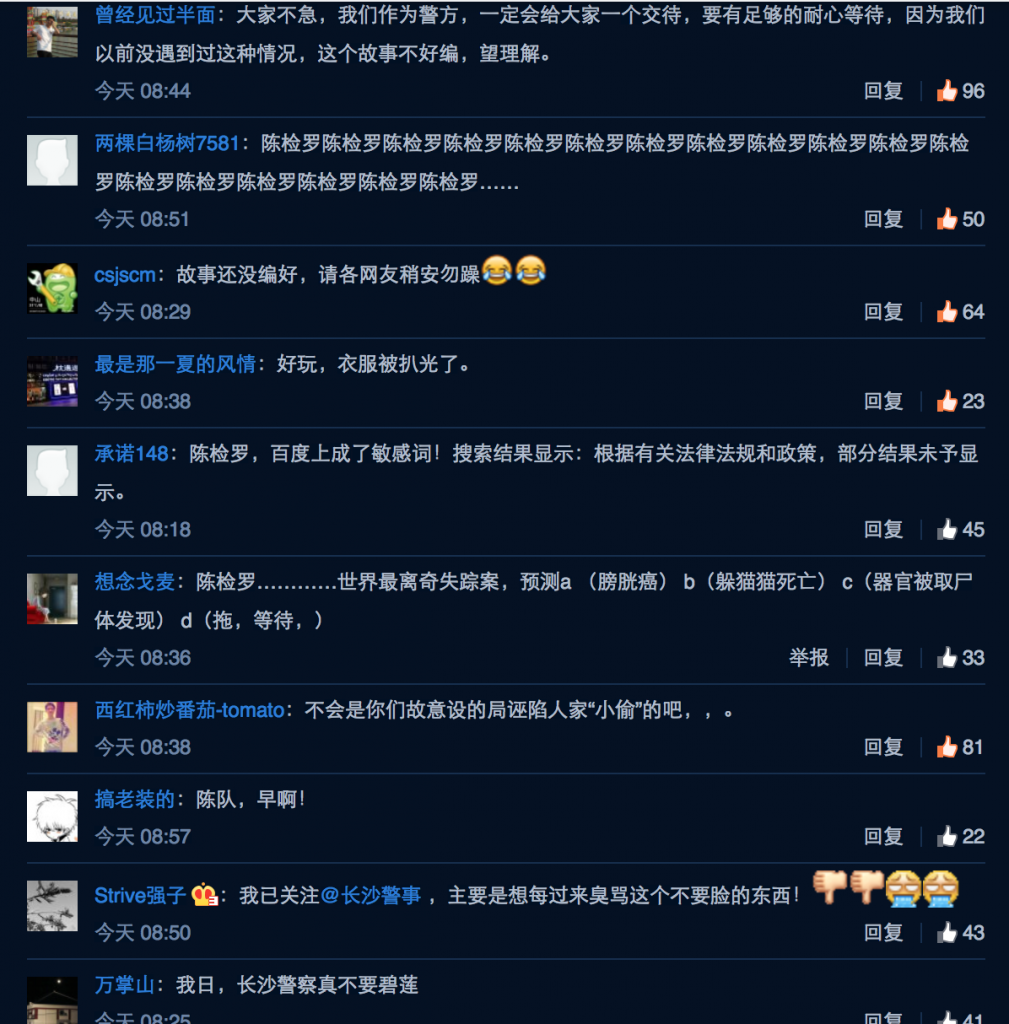 曾经见过半面：大家不急，我们作为警方，一定会给大家一个交待，要有足够的耐心等待，因为我们
以前没遇到过这种情况，这个故事不好编，望理解。
今天 08:44 回复 96
两棵白杨树7581：陈检罗陈检罗陈检罗陈检罗陈检罗陈检罗陈检罗陈检罗陈检罗陈检罗陈检罗陈检
罗陈检罗陈检罗陈检罗陈检罗陈检罗陈检罗……
今天 08:51 回复 50
csjscm：故事还没编好，请各网友稍安勿躁😂😂
今天 08:29 回复 64
最是那一夏的风情：好玩，衣服被扒光了。
今天 08:38 回复 23
承诺148：陈检罗，百度上成了敏感词！搜索结果显示：根据有关法律法规和政策，部分结果未予显
示。
今天 08:18 回复 45
想念戈麦：陈检罗…………世界最离奇失踪案，预测a （膀胱癌） b（躲猫猫死亡） c（器官被取尸
体发现） d（拖，等待，）
今天 08:36 举报 回复 33
西红柿炒番茄-tomato：不会是你们故意设的局诬陷人家“小偷”的吧，，。
今天 08:38 回复 81
搞老装的：陈队，早啊！
今天 08:57 回复 22
Strive强子：我已关注@长沙警事 ，主要是想每过来臭骂这个不要脸的东西！
今天 08:50 回复 43
万掌山：我日，长沙警察真不要碧莲
今天 08:25 回复 41